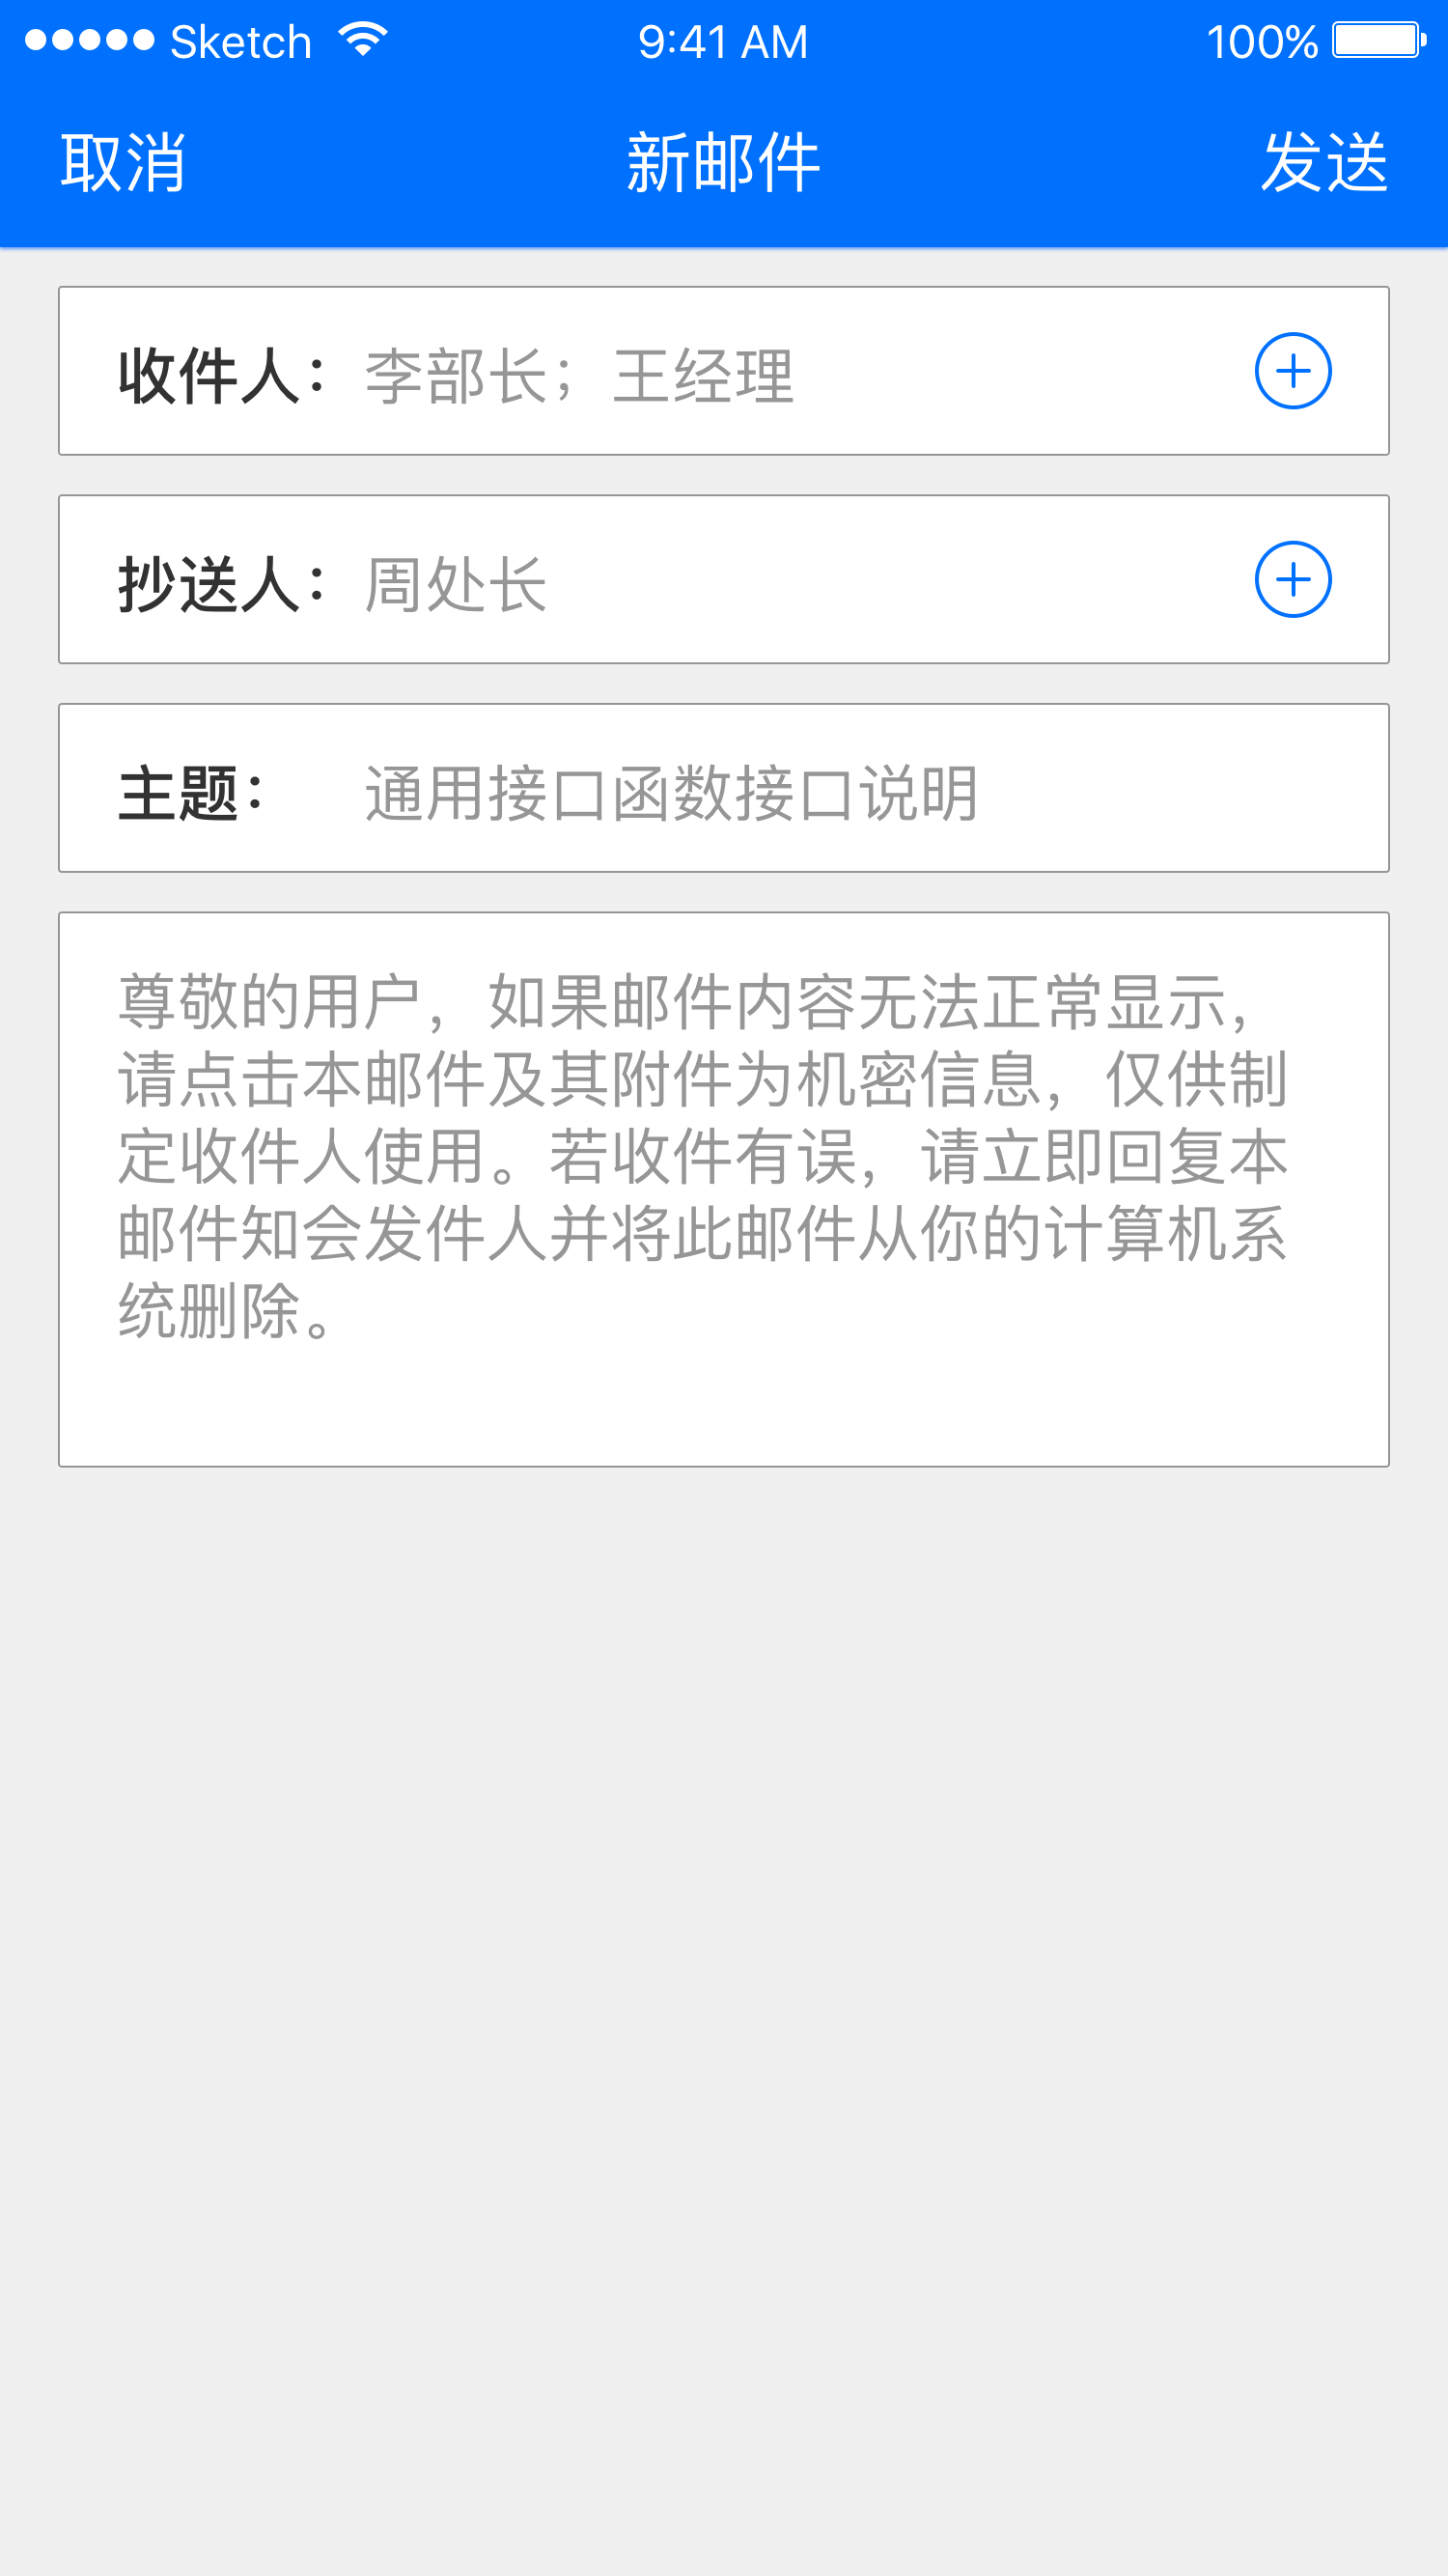 Sketch 9:41 AM 100%
取消 新邮件 发送
收件人：李部长；王经理
抄送人：周处长
主题： 通用接口函数接口说明
尊敬的用户，如果邮件内容无法正常显示，
请点击本邮件及其附件为机密信息，仅供制
定收件人使用。若收件有误，请立即回复本
邮件知会发件人并将此邮件从你的计算机系
统删除。